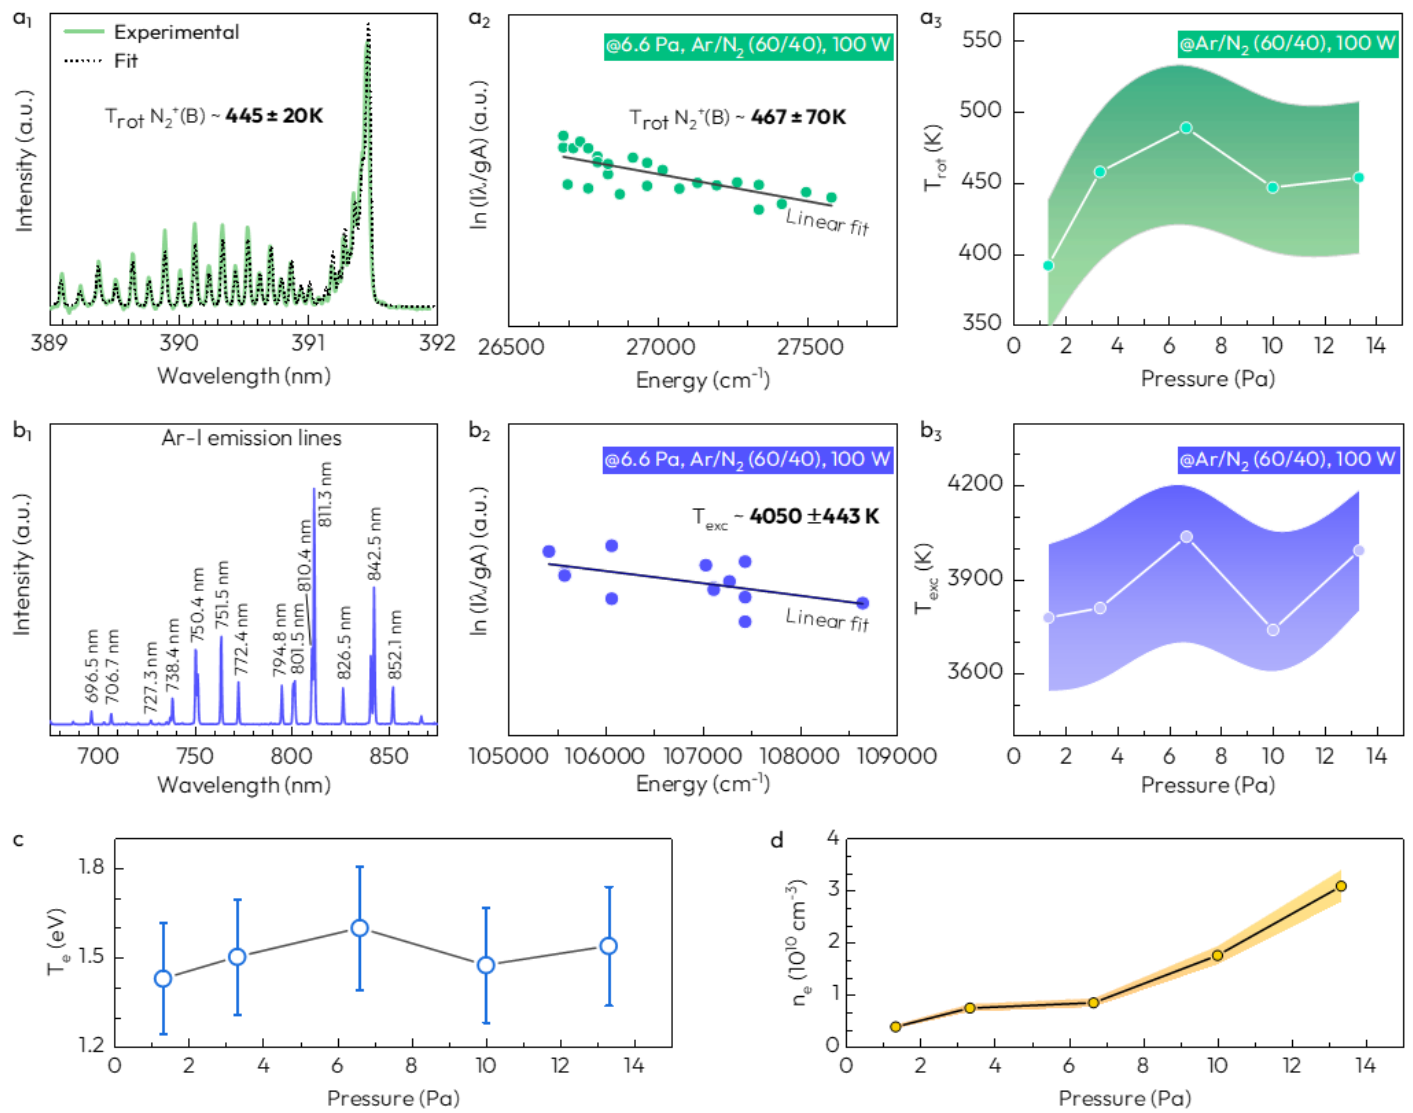 a₁
Experimental
Fit
T_rot N₂⁺(B) ~ 445 ± 20K
Intensity (a.u.)
389 390 391 392
Wavelength (nm)
a₂
@6.6 Pa, Ar/N₂ (60/40), 100 W
T_rot N₂⁺(B) ~ 467 ± 70K
ln (Iλ/gA) (a.u.)
Linear fit
26500 27000 27500
Energy (cm⁻¹)
a₃
@Ar/N₂ (60/40), 100 W
T_rot (K)
550
500
450
400
350
0 2 4 6 8 10 12 14
Pressure (Pa)
b₁
Ar-I emission lines
Intensity (a.u.)
696.5 nm
706.7 nm
727.3 nm
738.4 nm
750.4 nm
751.5 nm
772.4 nm
794.8 nm
801.5 nm
810.4 nm
811.3 nm
826.5 nm
842.5 nm
852.1 nm
700 750 800 850
Wavelength (nm)
b₂
@6.6 Pa, Ar/N₂ (60/40), 100 W
T_exc ~ 4050 ±443 K
ln (Iλ/gA) (a.u.)
Linear fit
105000 106000 107000 108000 109000
Energy (cm⁻¹)
b₃
@Ar/N₂ (60/40), 100 W
T_exc (K)
4200
3900
3600
0 2 4 6 8 10 12 14
Pressure (Pa)
c
T_e (eV)
1.8
1.5
1.2
0 2 4 6 8 10 12 14
Pressure (Pa)
d
n_e (10¹⁰ cm⁻³)
4
3
2
1
0
0 2 4 6 8 10 12 14
Pressure (Pa)